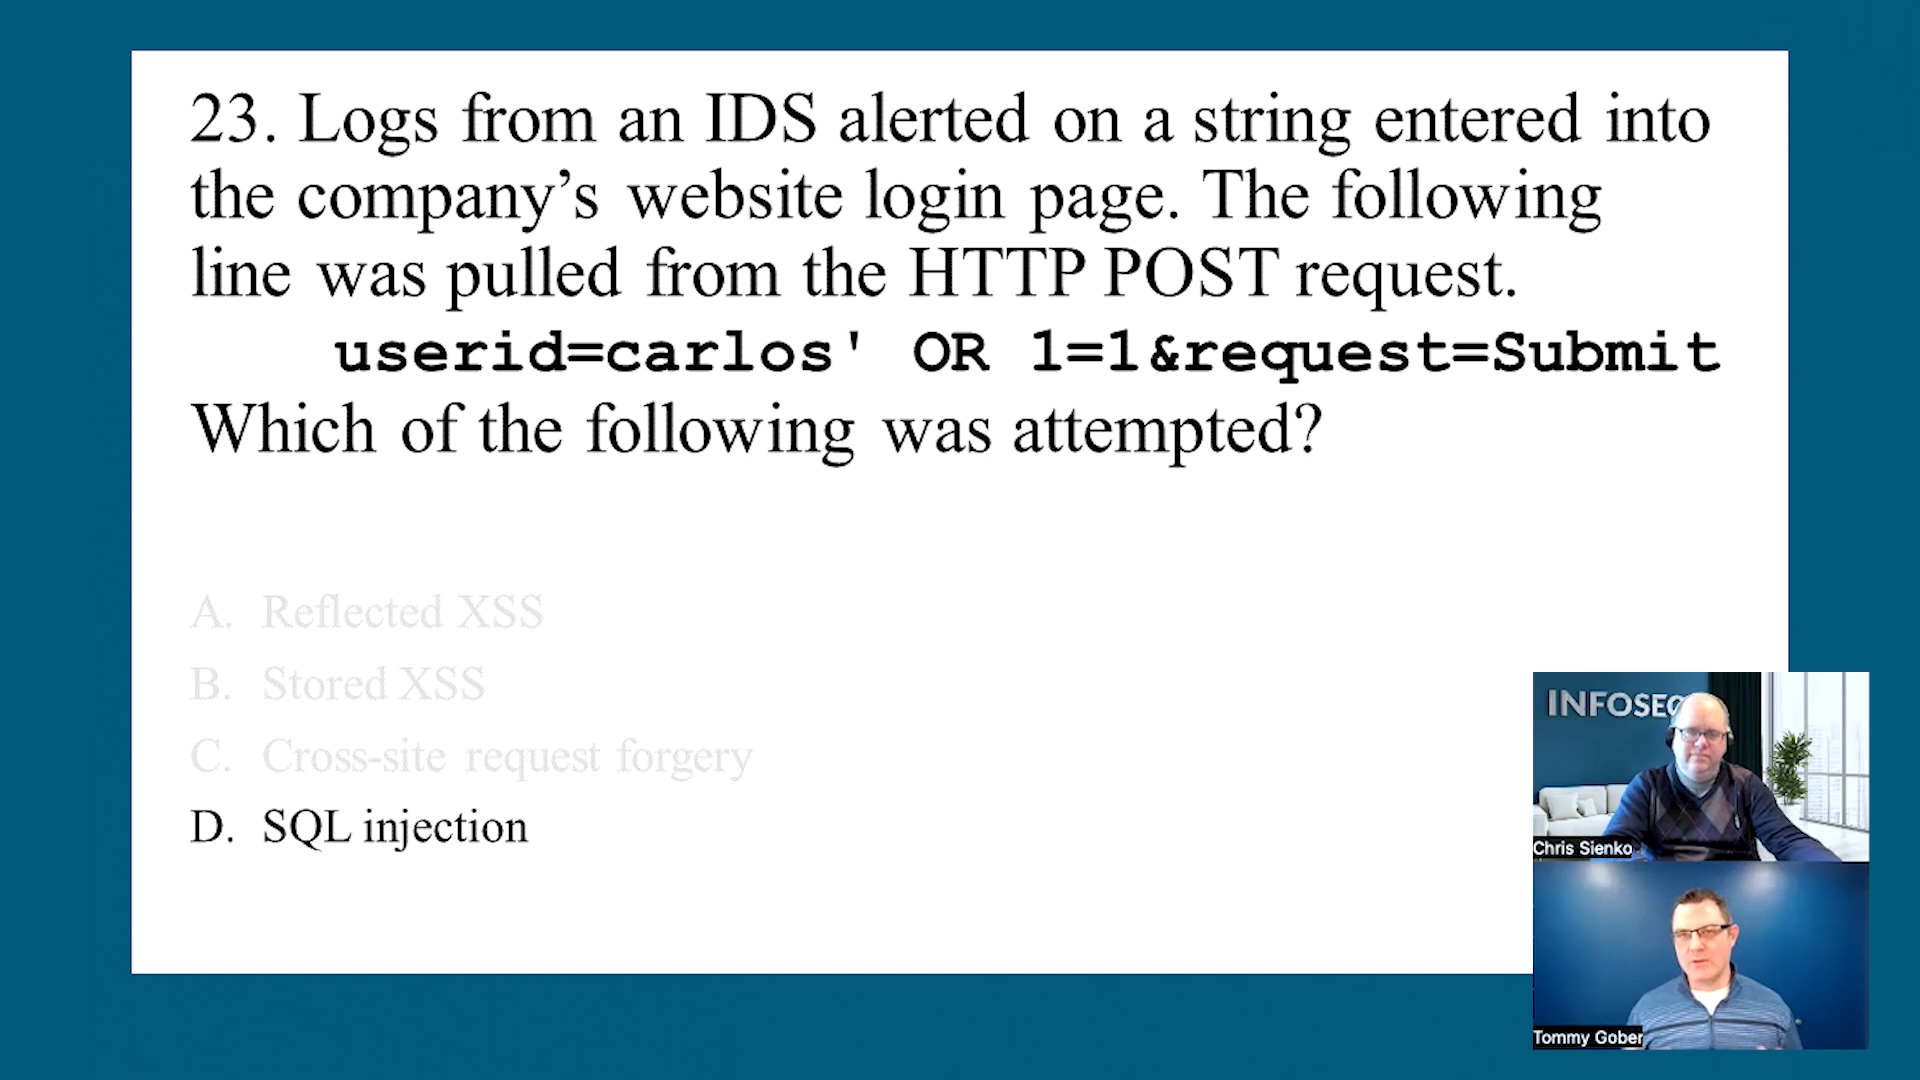 23. Logs from an IDS alerted on a string entered into
the company’s website login page. The following
line was pulled from the HTTP POST request.
userid=carlos' OR 1=1&request=Submit
Which of the following was attempted?
A. Reflected XSS
B. Stored XSS
C. Cross-site request forgery
D. SQL injection
INFOSEC
Chris Sienko
Tommy Gober